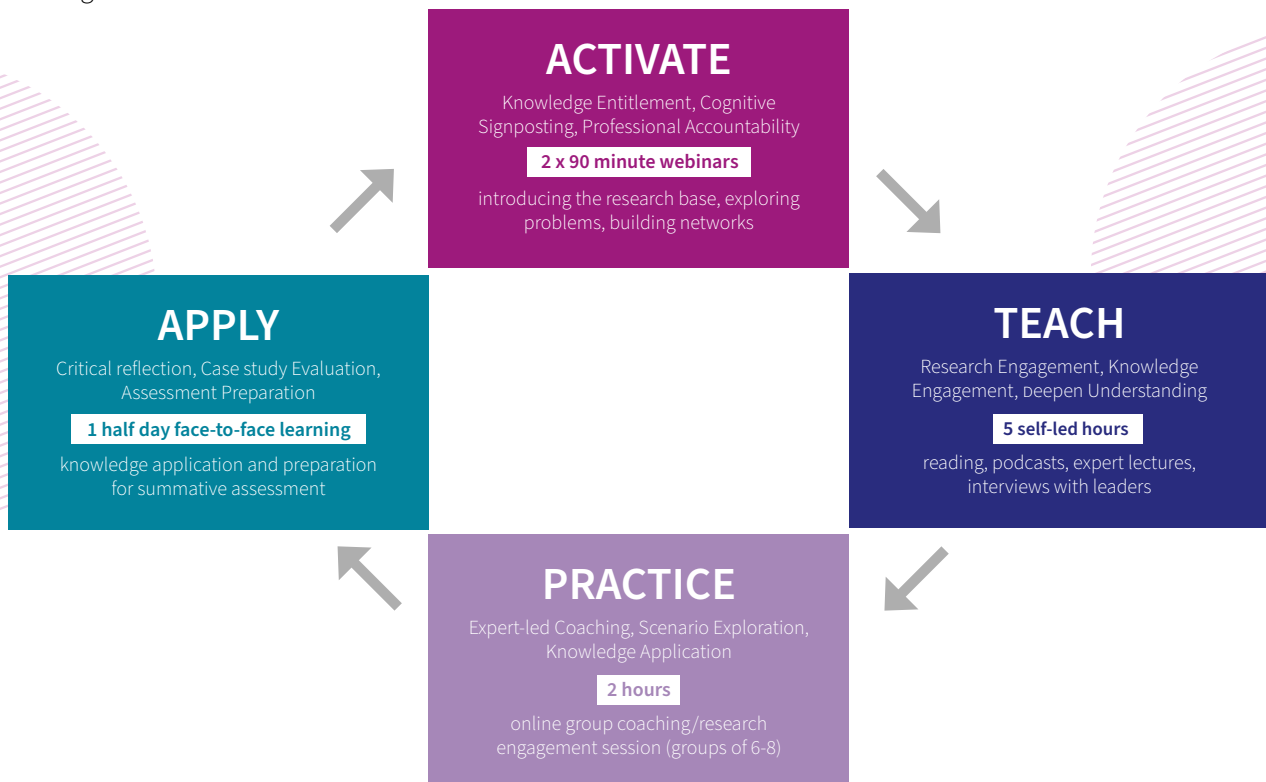 ACTIVATE
Knowledge Entitlement, Cognitive
Signposting, Professional Accountability
2 x 90 minute webinars
introducing the research base, exploring
problems, building networks
APPLY
Critical reflection, Case study Evaluation,
Assessment Preparation
1 half day face-to-face learning
knowledge application and preparation
for summative assessment
TEACH
Research Engagement, Knowledge
Engagement, Deepen Understanding
5 self-led hours
reading, podcasts, expert lectures,
interviews with leaders
PRACTICE
Expert-led Coaching, Scenario Exploration,
Knowledge Application
2 hours
online group coaching/research
engagement session (groups of 6-8)